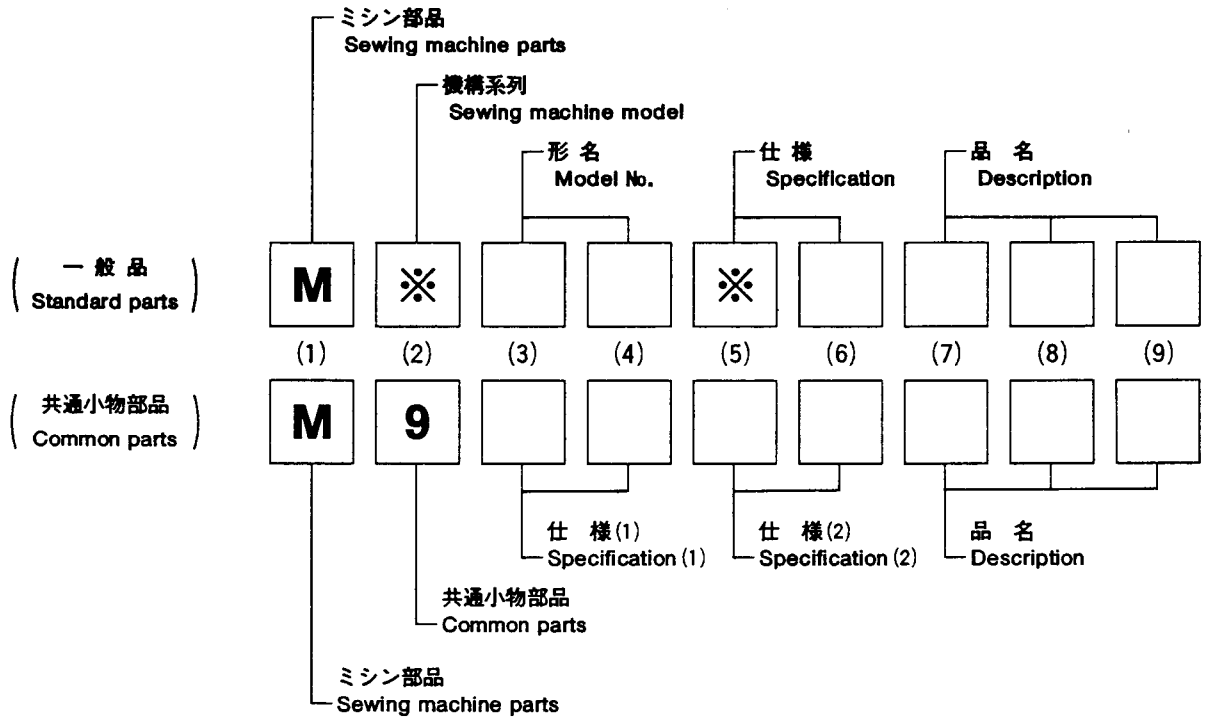 ミシン部品
Sewing machine parts
機構系列
Sewing machine model
形 名
Model No.
仕 様
Specification
品 名
Description
( 一 般 品
Standard parts )
M ※ ※
(1) (2) (3) (4) (5) (6) (7) (8) (9)
( 共通小物部品
Common parts )
M 9
仕 様(1)
Specification(1)
仕 様(2)
Specification(2)
品 名
Description
共通小物部品
Common parts
ミシン部品
Sewing machine parts